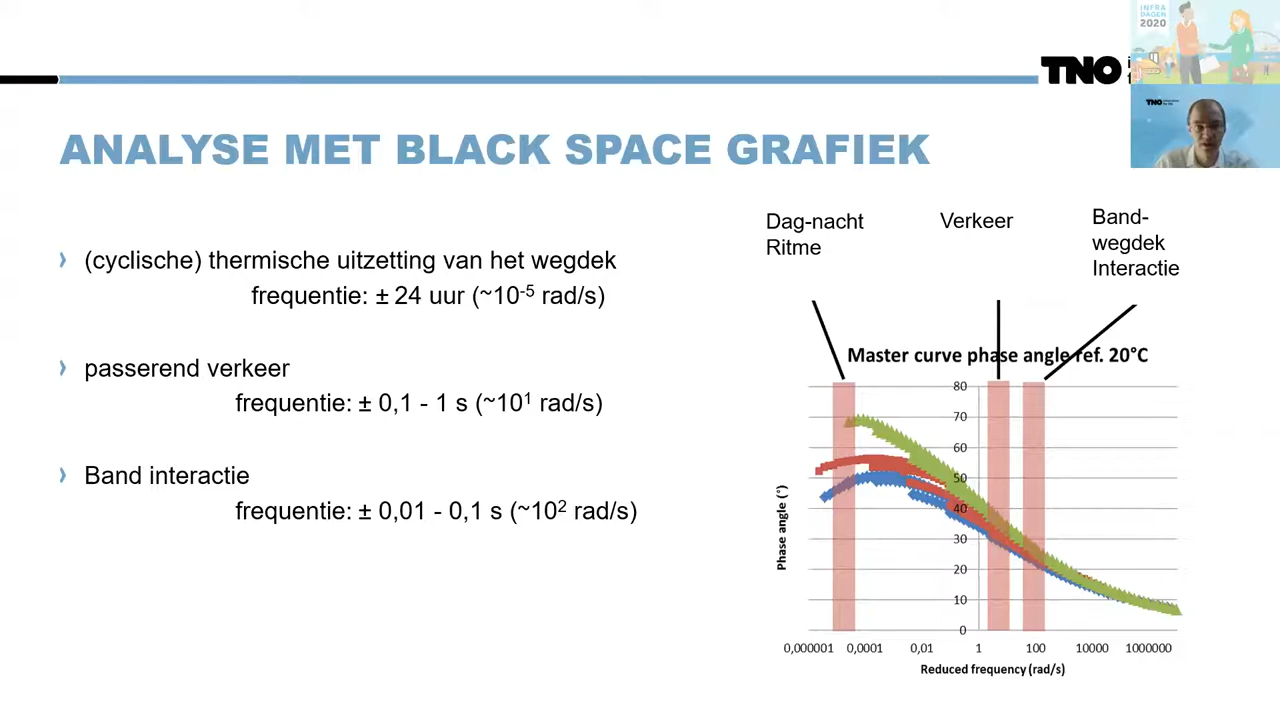 INFRA
DAGEN
2020
TNO
TNO
ANALYSE MET BLACK SPACE GRAFIEK
› (cyclische) thermische uitzetting van het wegdek
frequentie: ± 24 uur (~10⁻⁵ rad/s)
› passerend verkeer
frequentie: ± 0,1 - 1 s (~10¹ rad/s)
› Band interactie
frequentie: ± 0,01 - 0,1 s (~10² rad/s)
Dag-nacht
Ritme
Verkeer
Band-
wegdek
Interactie
Master curve phase angle ref. 20°C
80
70
60
50
40
30
20
10
0
Phase angle (°)
0,000001 0,0001 0,01 1 100 10000 1000000
Reduced frequency (rad/s)